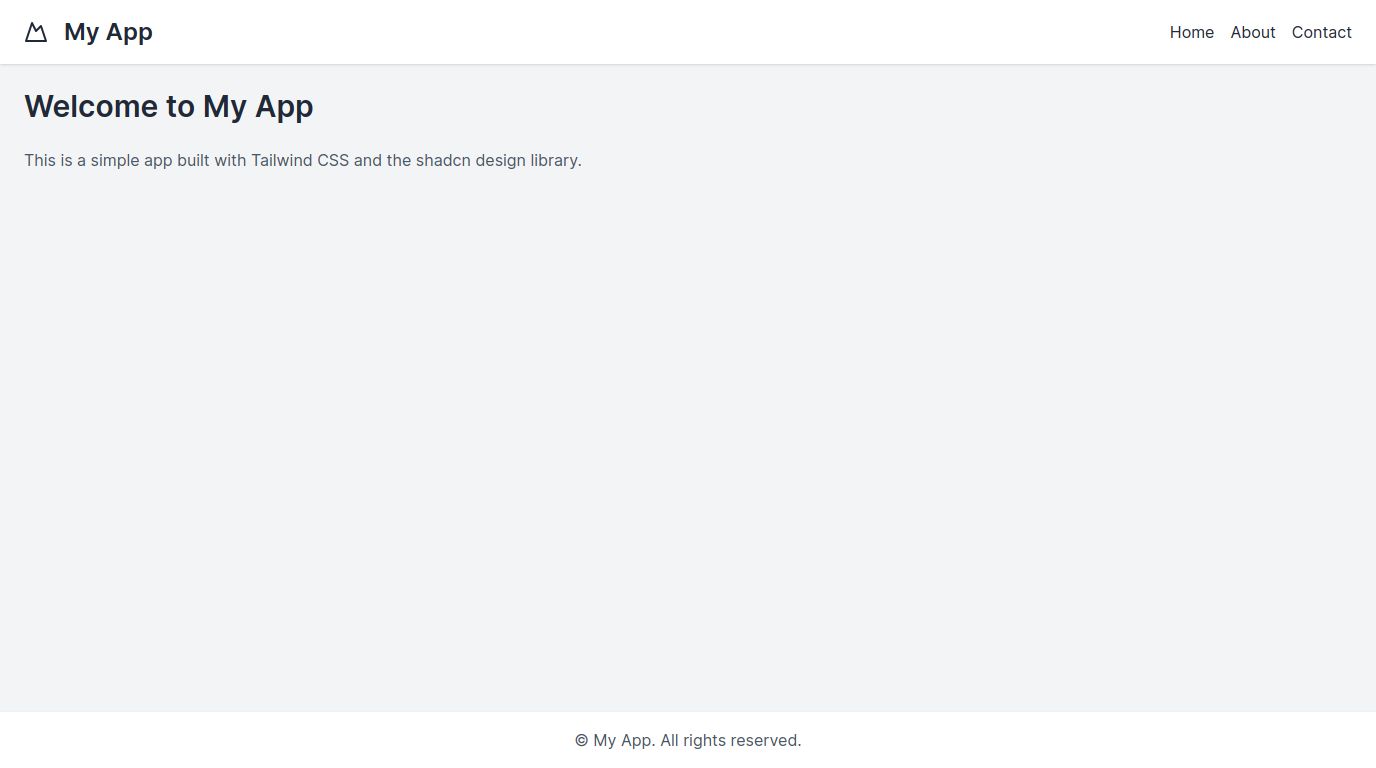 My App
Home About Contact
Welcome to My App
This is a simple app built with Tailwind CSS and the shadcn design library.
© My App. All rights reserved.